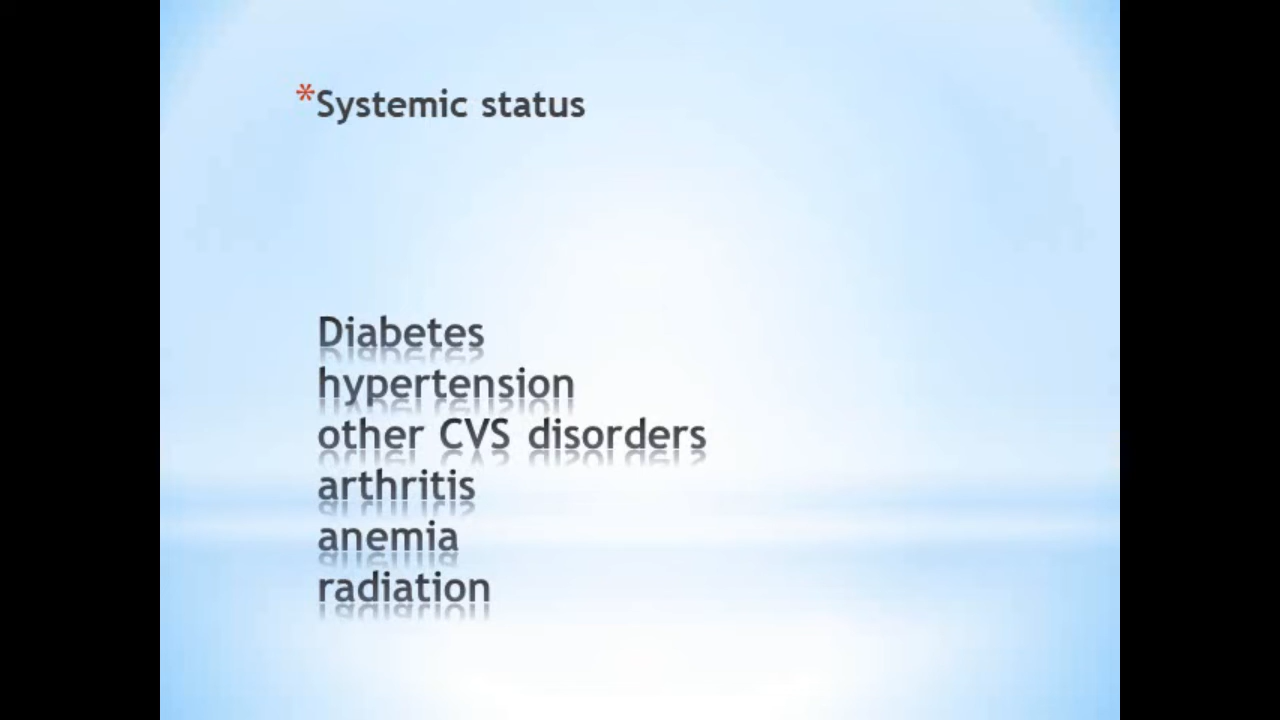 *Systemic status
Diabetes
hypertension
other CVS disorders
arthritis
anemia
radiation